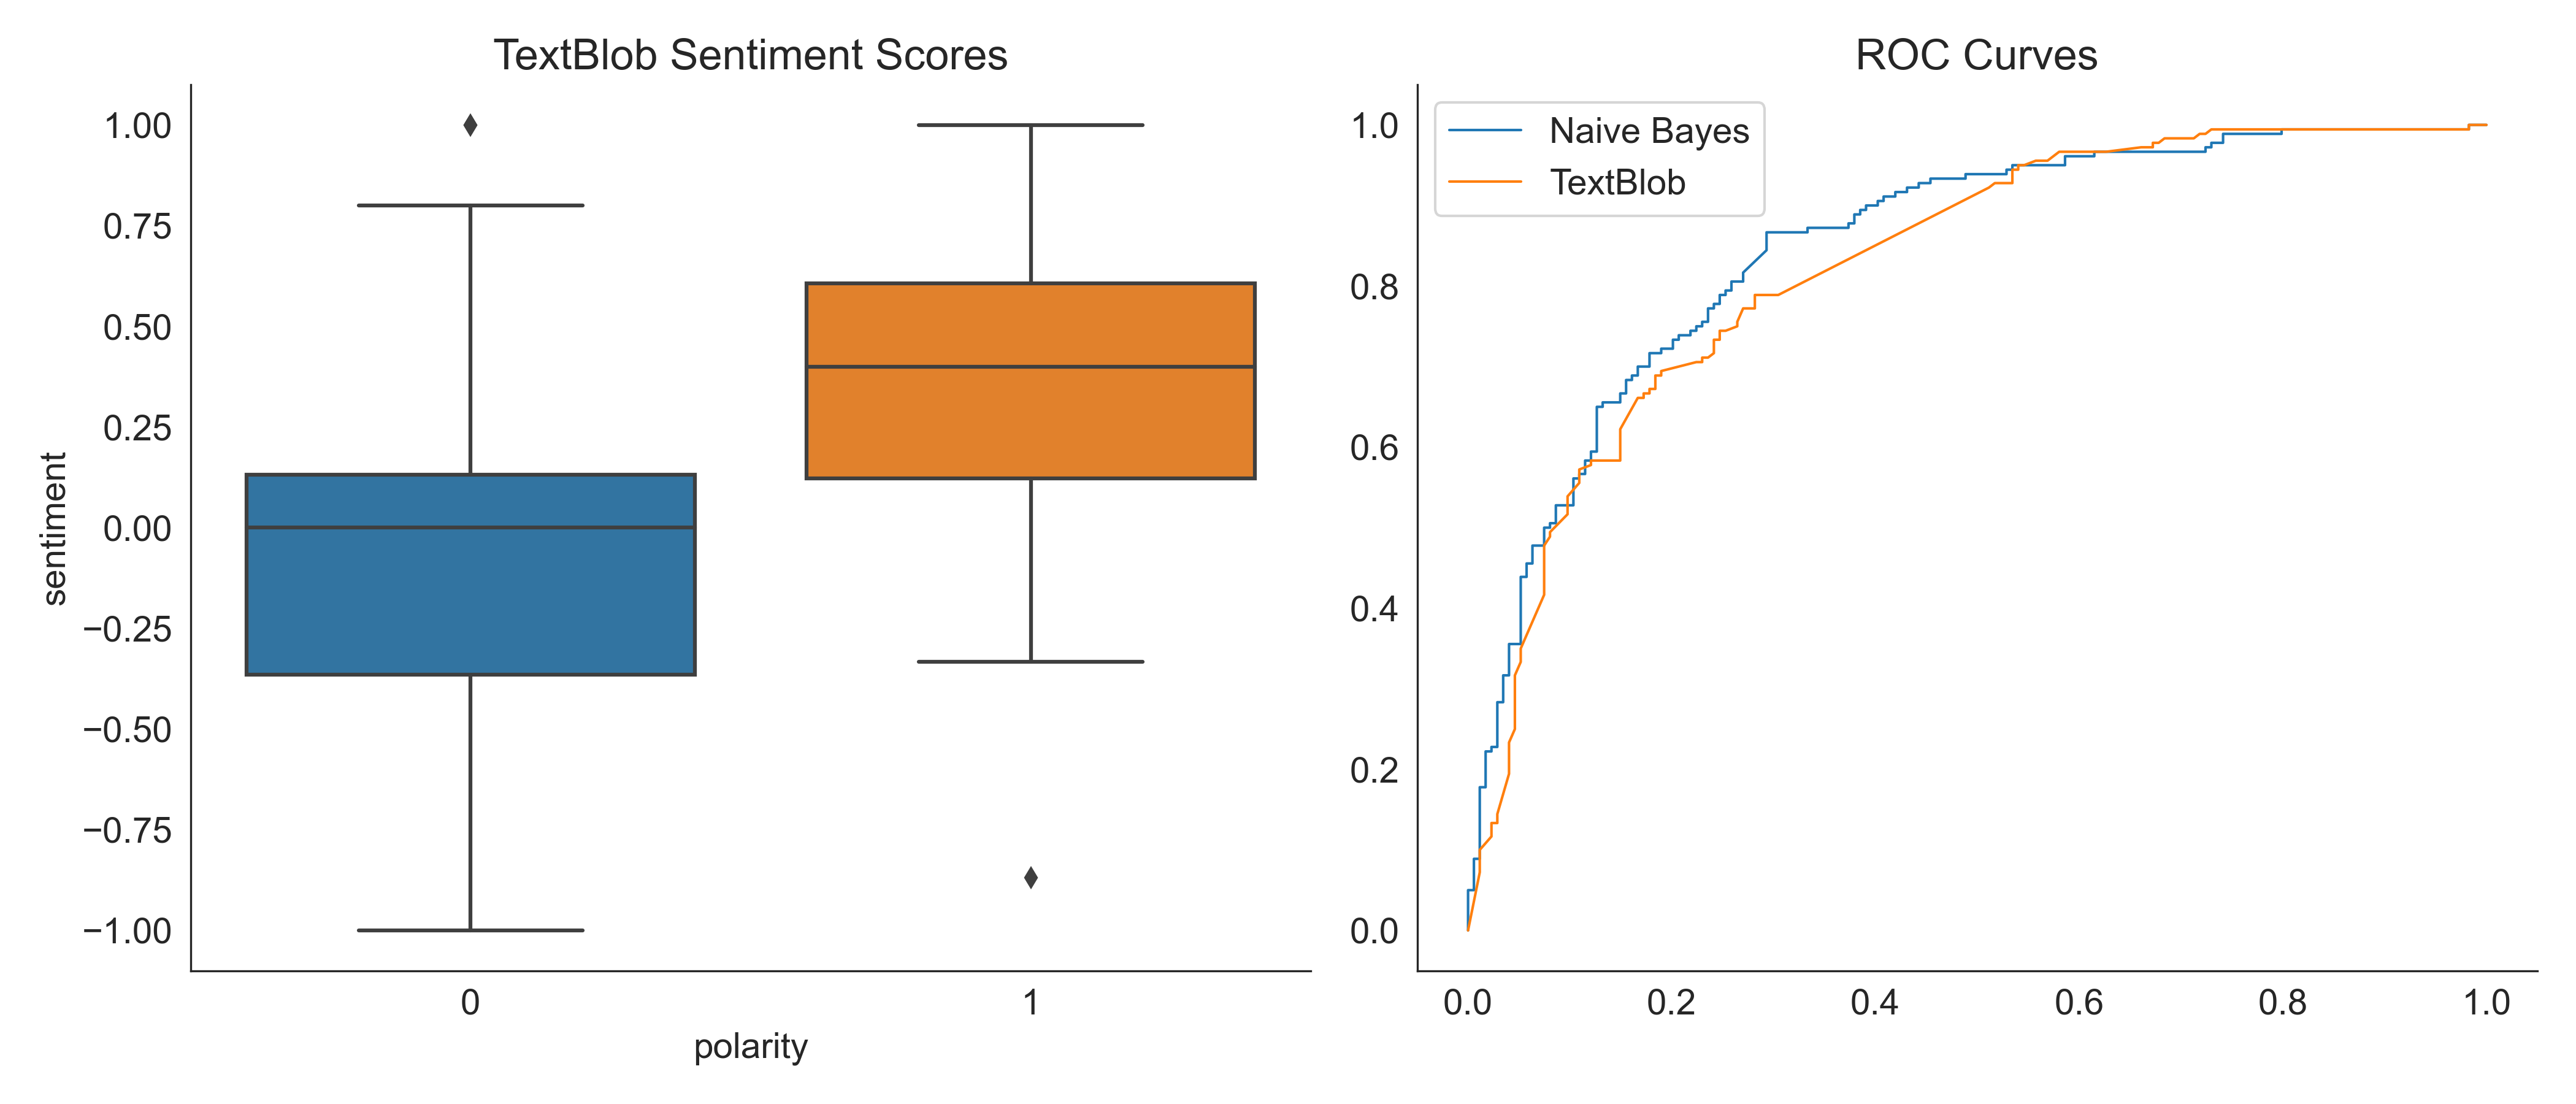 TextBlob Sentiment Scores
1.00
0.75
0.50
0.25
0.00
−0.25
−0.50
−0.75
−1.00
sentiment
0 1
polarity
ROC Curves
Naive Bayes
TextBlob
1.0
0.8
0.6
0.4
0.2
0.0
0.0 0.2 0.4 0.6 0.8 1.0